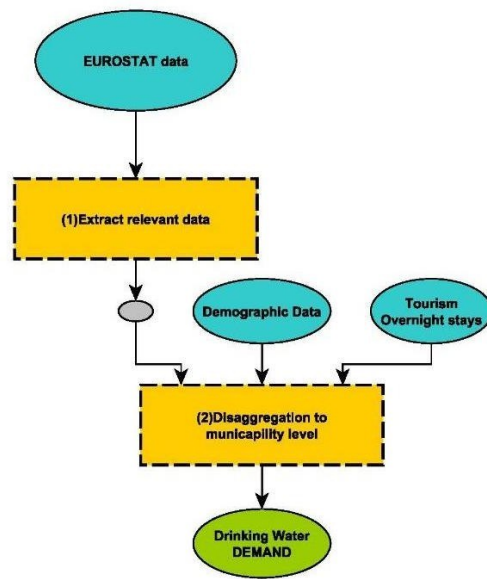 EUROSTAT data
(1)Extract relevant data
Demographic Data
Tourism
Overnight stays
(2)Disaggregation to
municapility level
Drinking Water
DEMAND